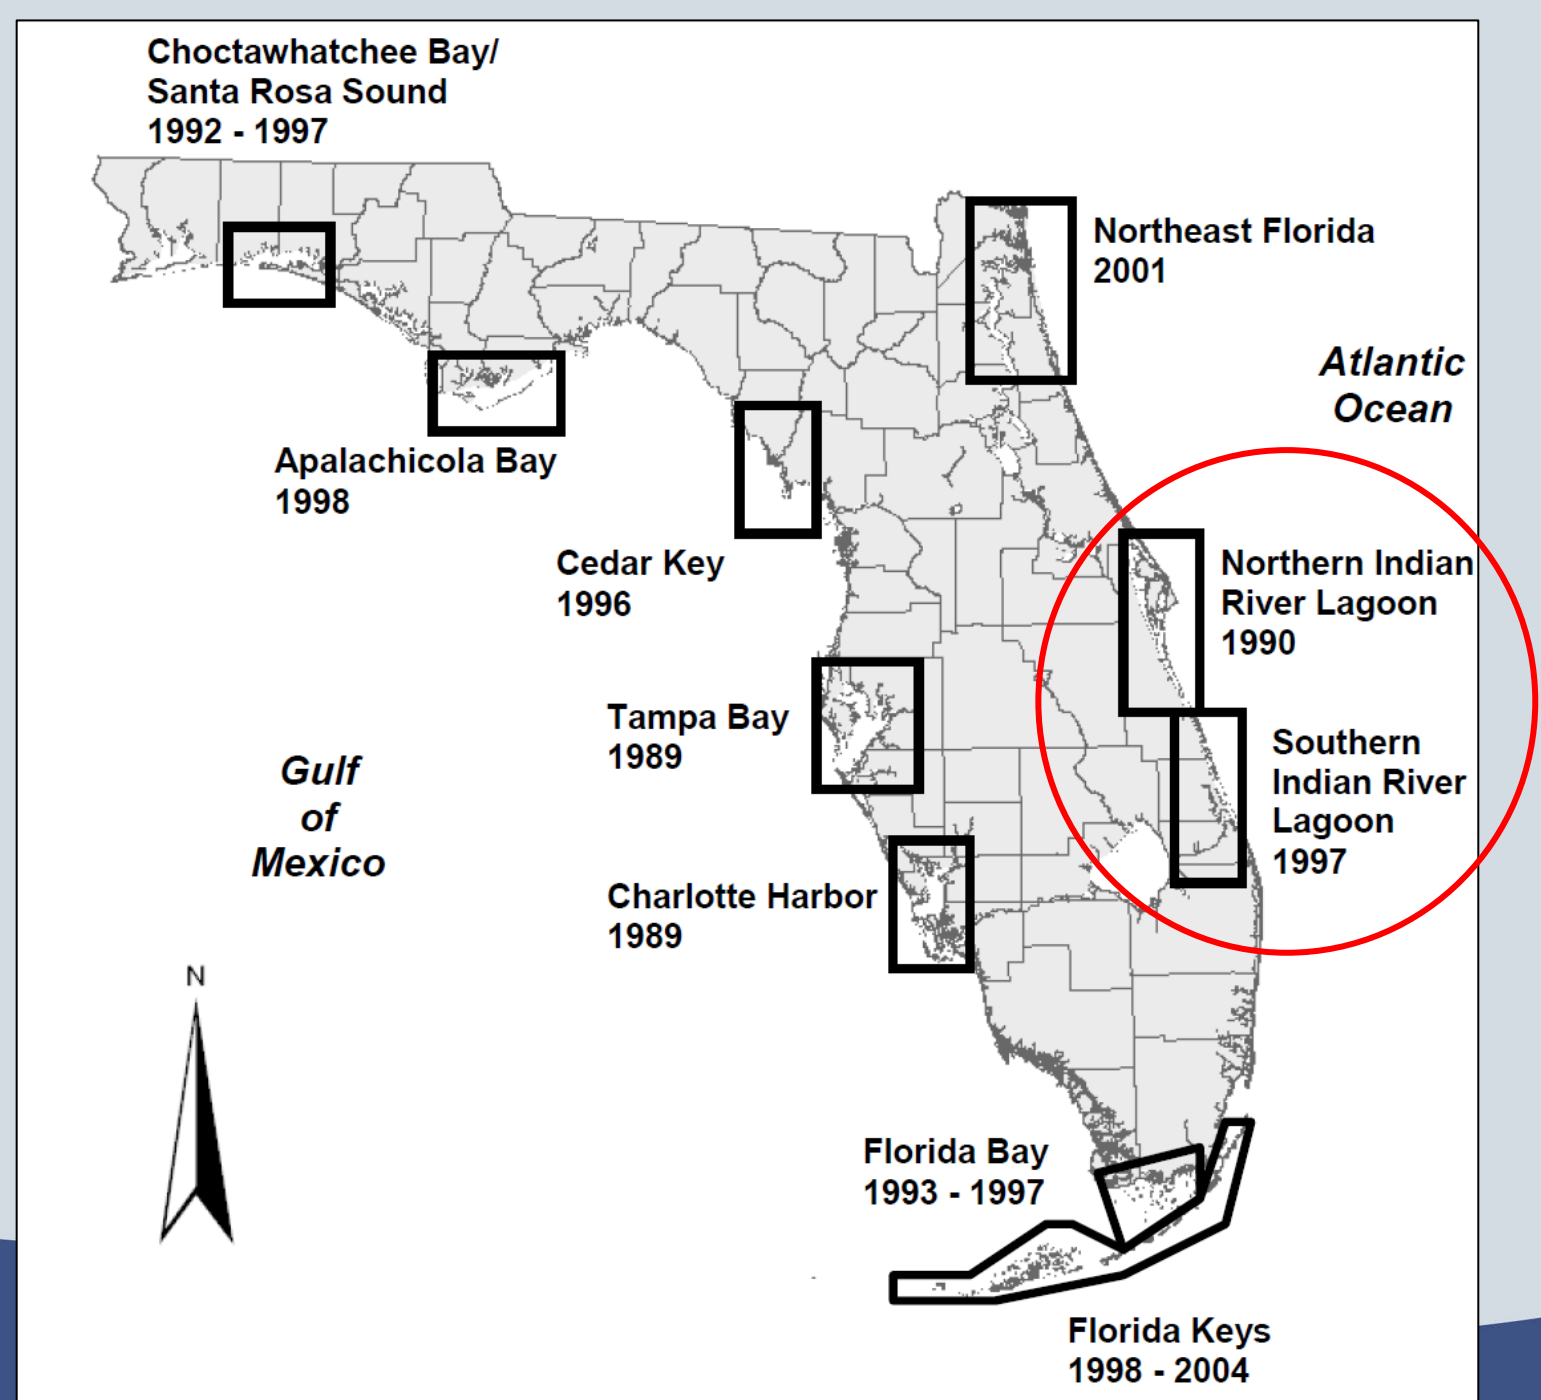 Choctawhatchee Bay/
Santa Rosa Sound
1992 - 1997
Northeast Florida
2001
Atlantic
Ocean
Apalachicola Bay
1998
Cedar Key
1996
Northern Indian
River Lagoon
1990
Tampa Bay
1989
Gulf
of
Mexico
Southern
Indian River
Lagoon
1997
Charlotte Harbor
1989
N
Florida Bay
1993 - 1997
Florida Keys
1998 - 2004